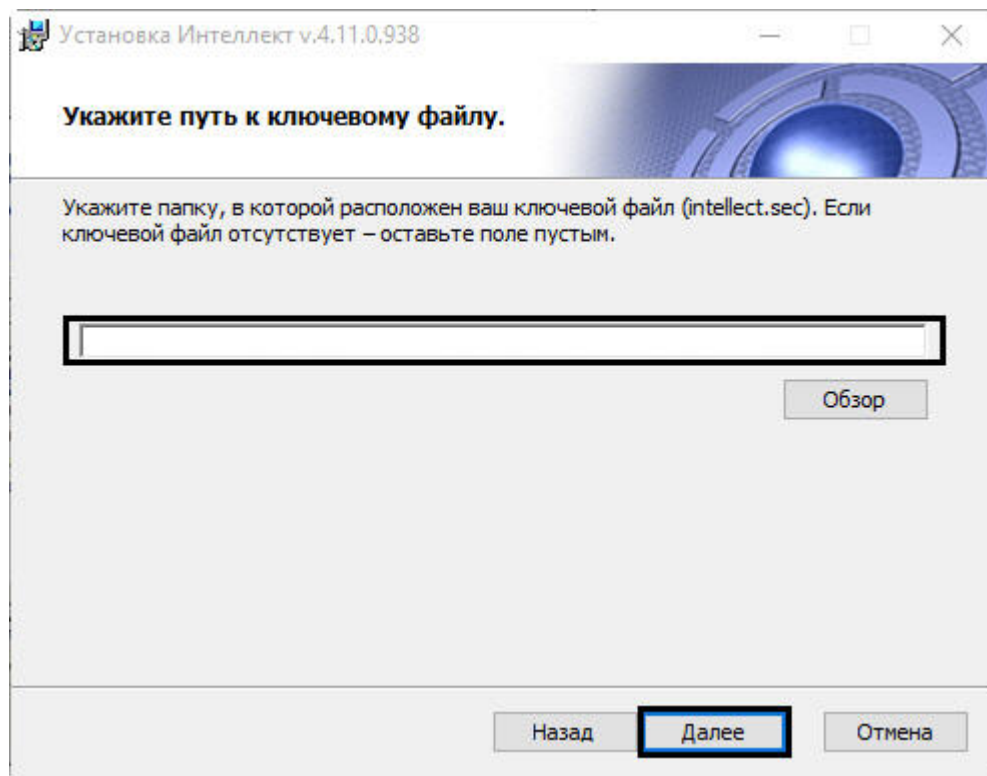 Установка Интеллект v.4.11.0.938
Укажите путь к ключевому файлу.
Укажите папку, в которой расположен ваш ключевой файл (intellect.sec). Если
ключевой файл отсутствует – оставьте поле пустым.
Обзор
Назад Далее Отмена